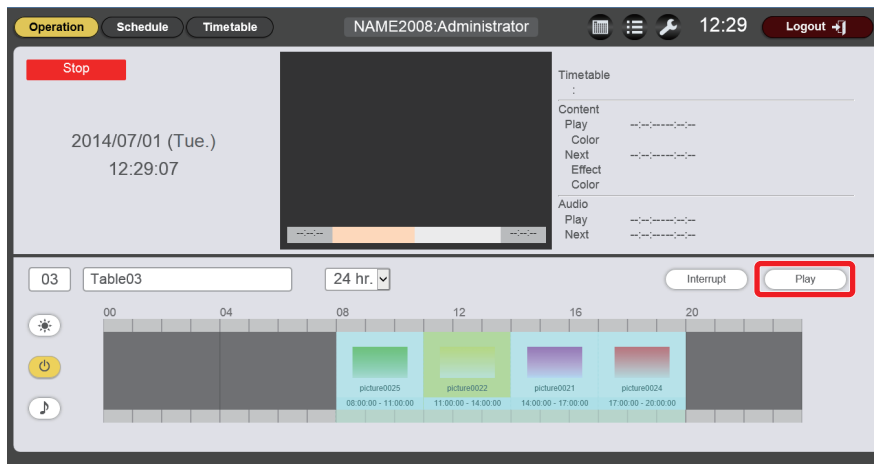 Operation Schedule Timetable NAME2008:Administrator 12:29 Logout
Stop
2014/07/01 (Tue.)
12:29:07
--:--:-- --:--:--
Timetable
:
Content
Play --:--:-----:--:--
Color
Next --:--:-----:--:--
Effect
Color
Audio
Play --:--:-----:--:--
Next --:--:-----:--:--
03 Table03 24 hr. Interrupt Play
00 04 08 12 16 20
picture0025 picture0022 picture0021 picture0024
08:00:00 - 11:00:00 11:00:00 - 14:00:00 14:00:00 - 17:00:00 17:00:00 - 20:00:00